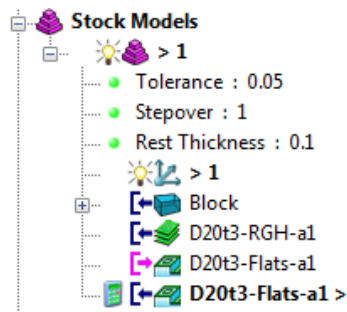 Stock Models
> 1
Tolerance : 0.05
Stepover : 1
Rest Thickness : 0.1
> 1
Block
D20t3-RGH-a1
D20t3-Flats-a1
D20t3-Flats-a1 >